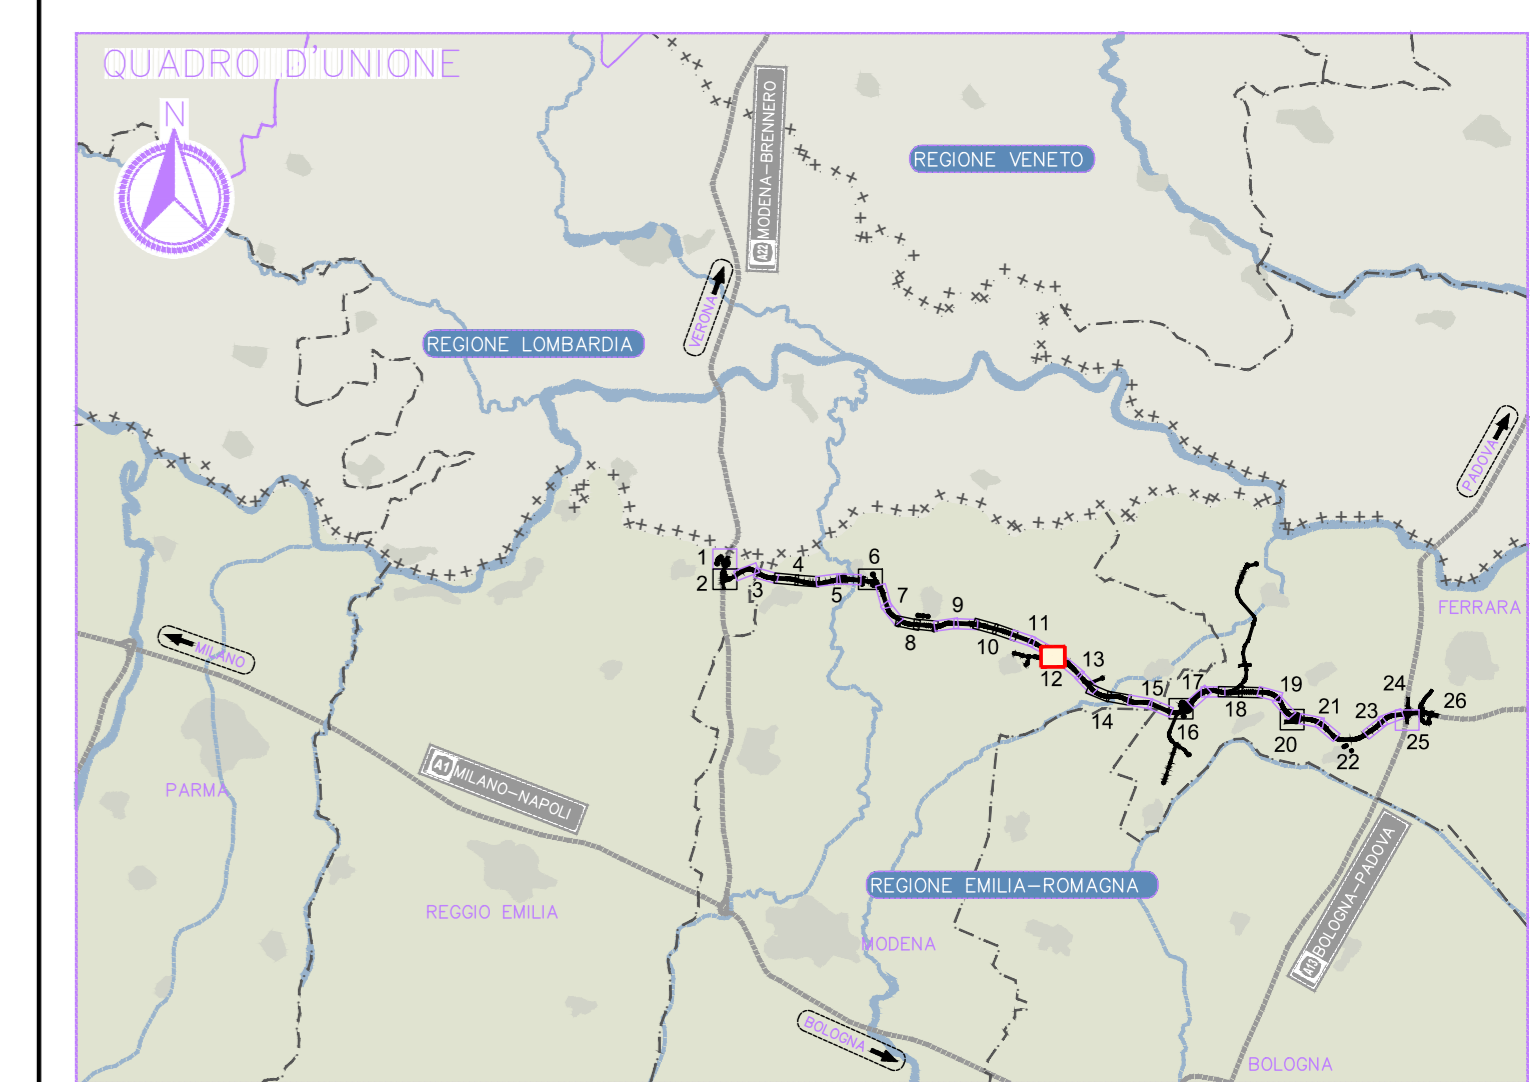 QUADRO D'UNIONE
N
A22 MODENA-BRENNERO
REGIONE VENETO
VERONA
REGIONE LOMBARDIA
PADOVA
1
2
3
4
5
6
7
8
9
10
11
12
13
14
15
16
17
18
19
20
21
22
23
24
25
26
FERRARA
MILANO
PARMA
A1 MILANO-NAPOLI
REGIONE EMILIA-ROMAGNA
A13 BOLOGNA-PADOVA
REGGIO EMILIA
MODENA
BOLOGNA
BOLOGNA